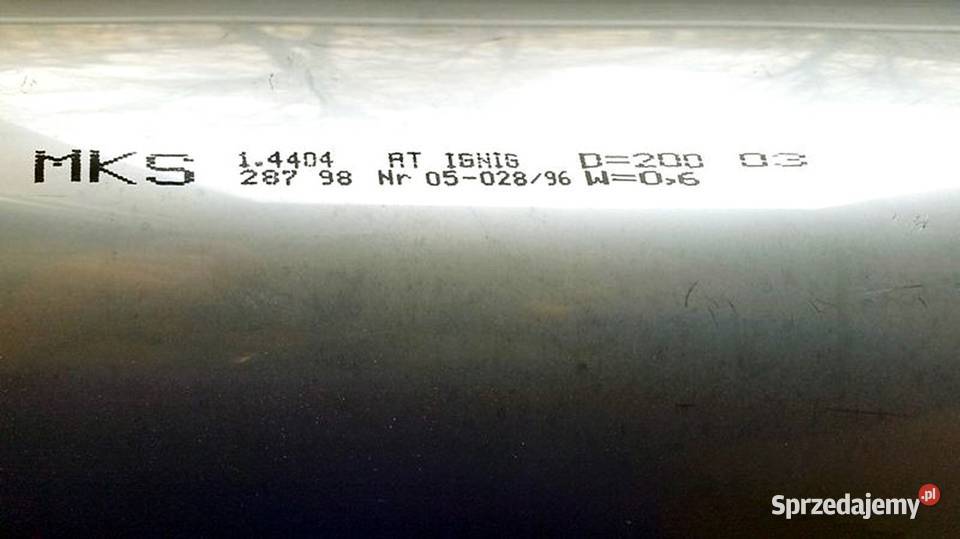 MKS 1.4404 AT IGNIG D=200 03
287 98 Nr 05-028/96 W=0,6
Sprzedajemy.pl